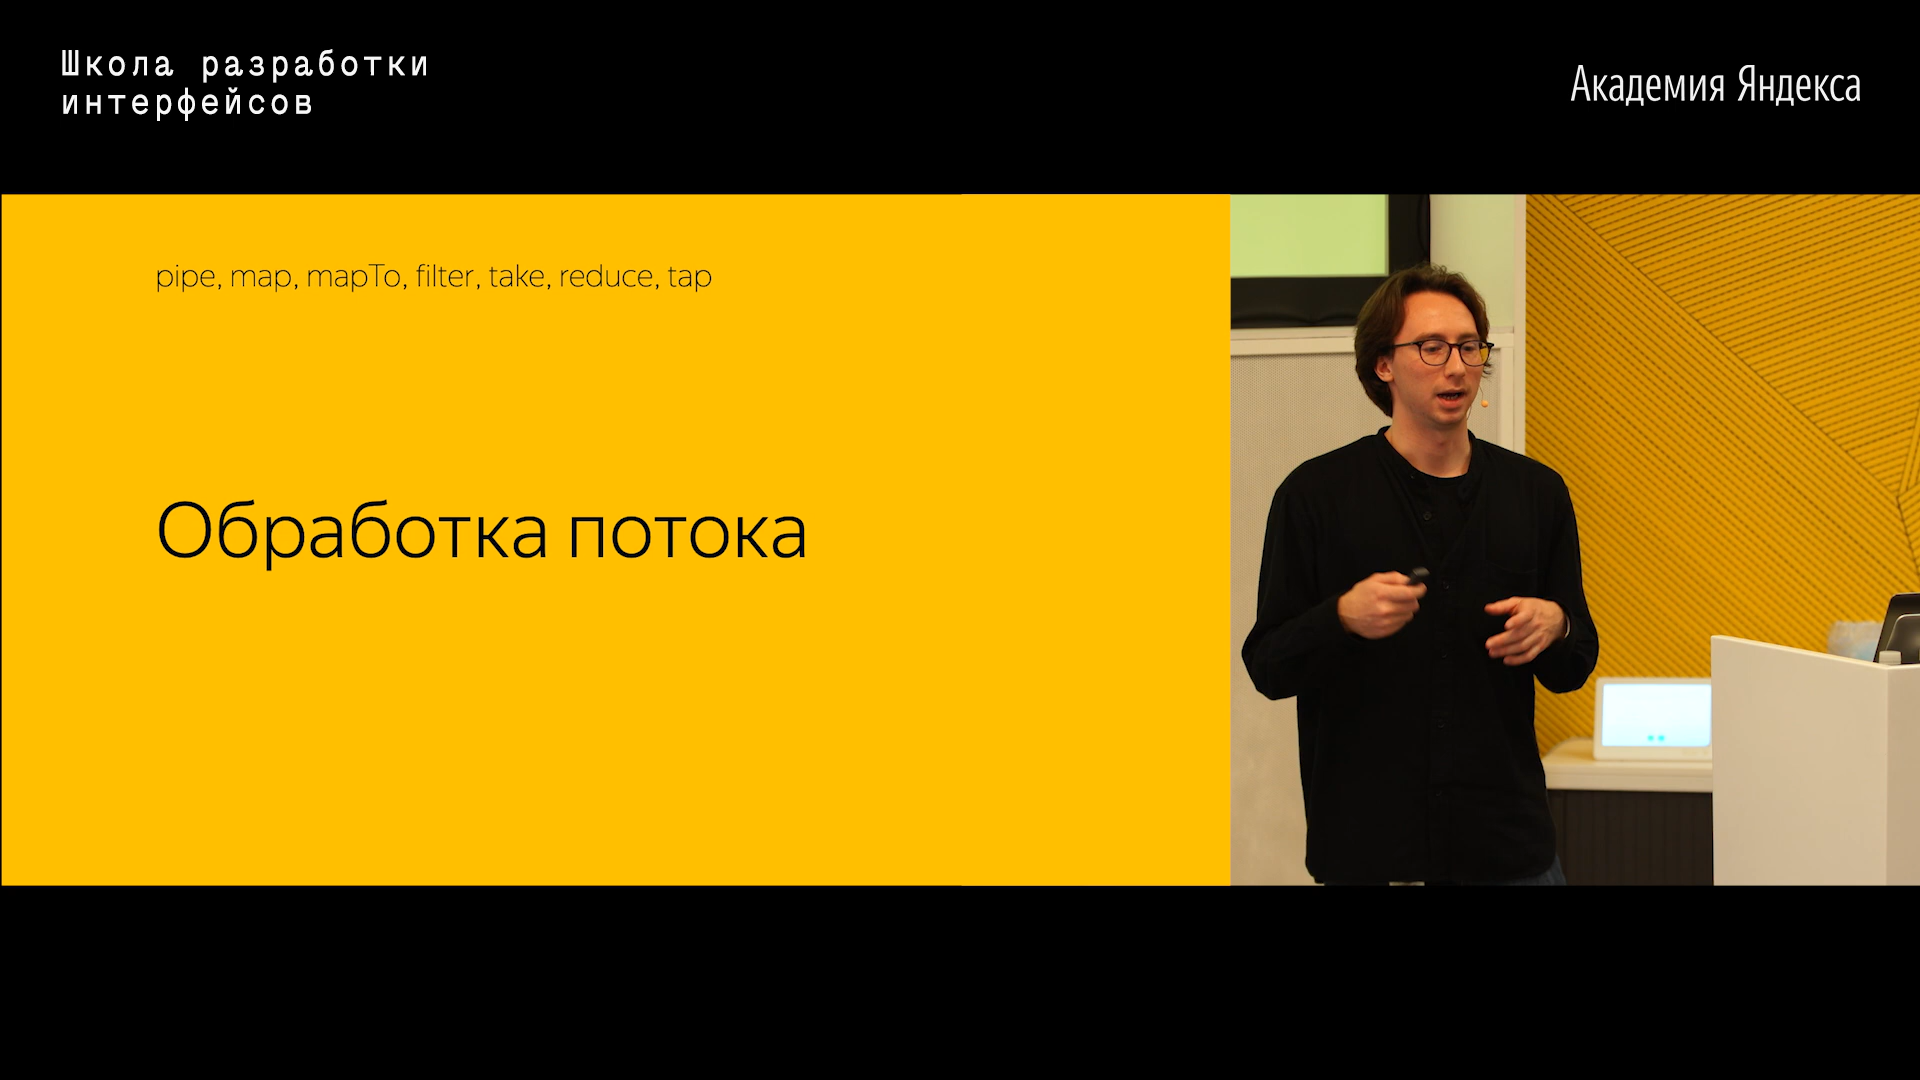 Школа разработки
интерфейсов
Академия Яндекса
pipe, map, mapTo, filter, take, reduce, tap
Обработка потока